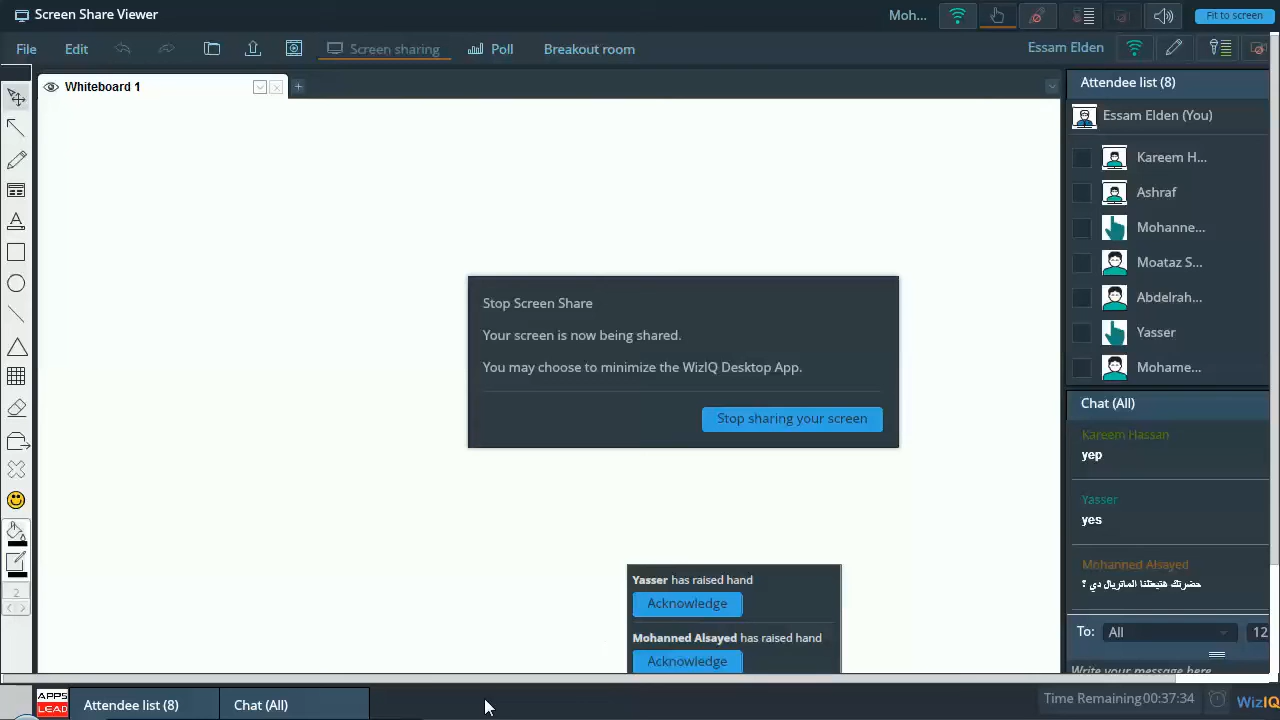 Screen Share Viewer
Moh...
Fit to screen
File
Edit
Screen sharing
Poll
Breakout room
Essam Elden
Whiteboard 1
Attendee list (8)
Essam Elden (You)
Kareem H...
Ashraf
Mohanne...
Moataz S...
Abdelrah...
Yasser
Mohame...
Stop Screen Share
Your screen is now being shared.
You may choose to minimize the WizIQ Desktop App.
Stop sharing your screen
Chat (All)
Kareem Hassan
yep
Yasser
yes
Mohanned Alsayed
حضرتك هتبعتلنا الماتريال دي ؟
Yasser has raised hand
Acknowledge
Mohanned Alsayed has raised hand
Acknowledge
To:
All
12
Write your message here
2
APPS
LEAD
Attendee list (8)
Chat (All)
Time Remaining 00:37:34
WizIQ